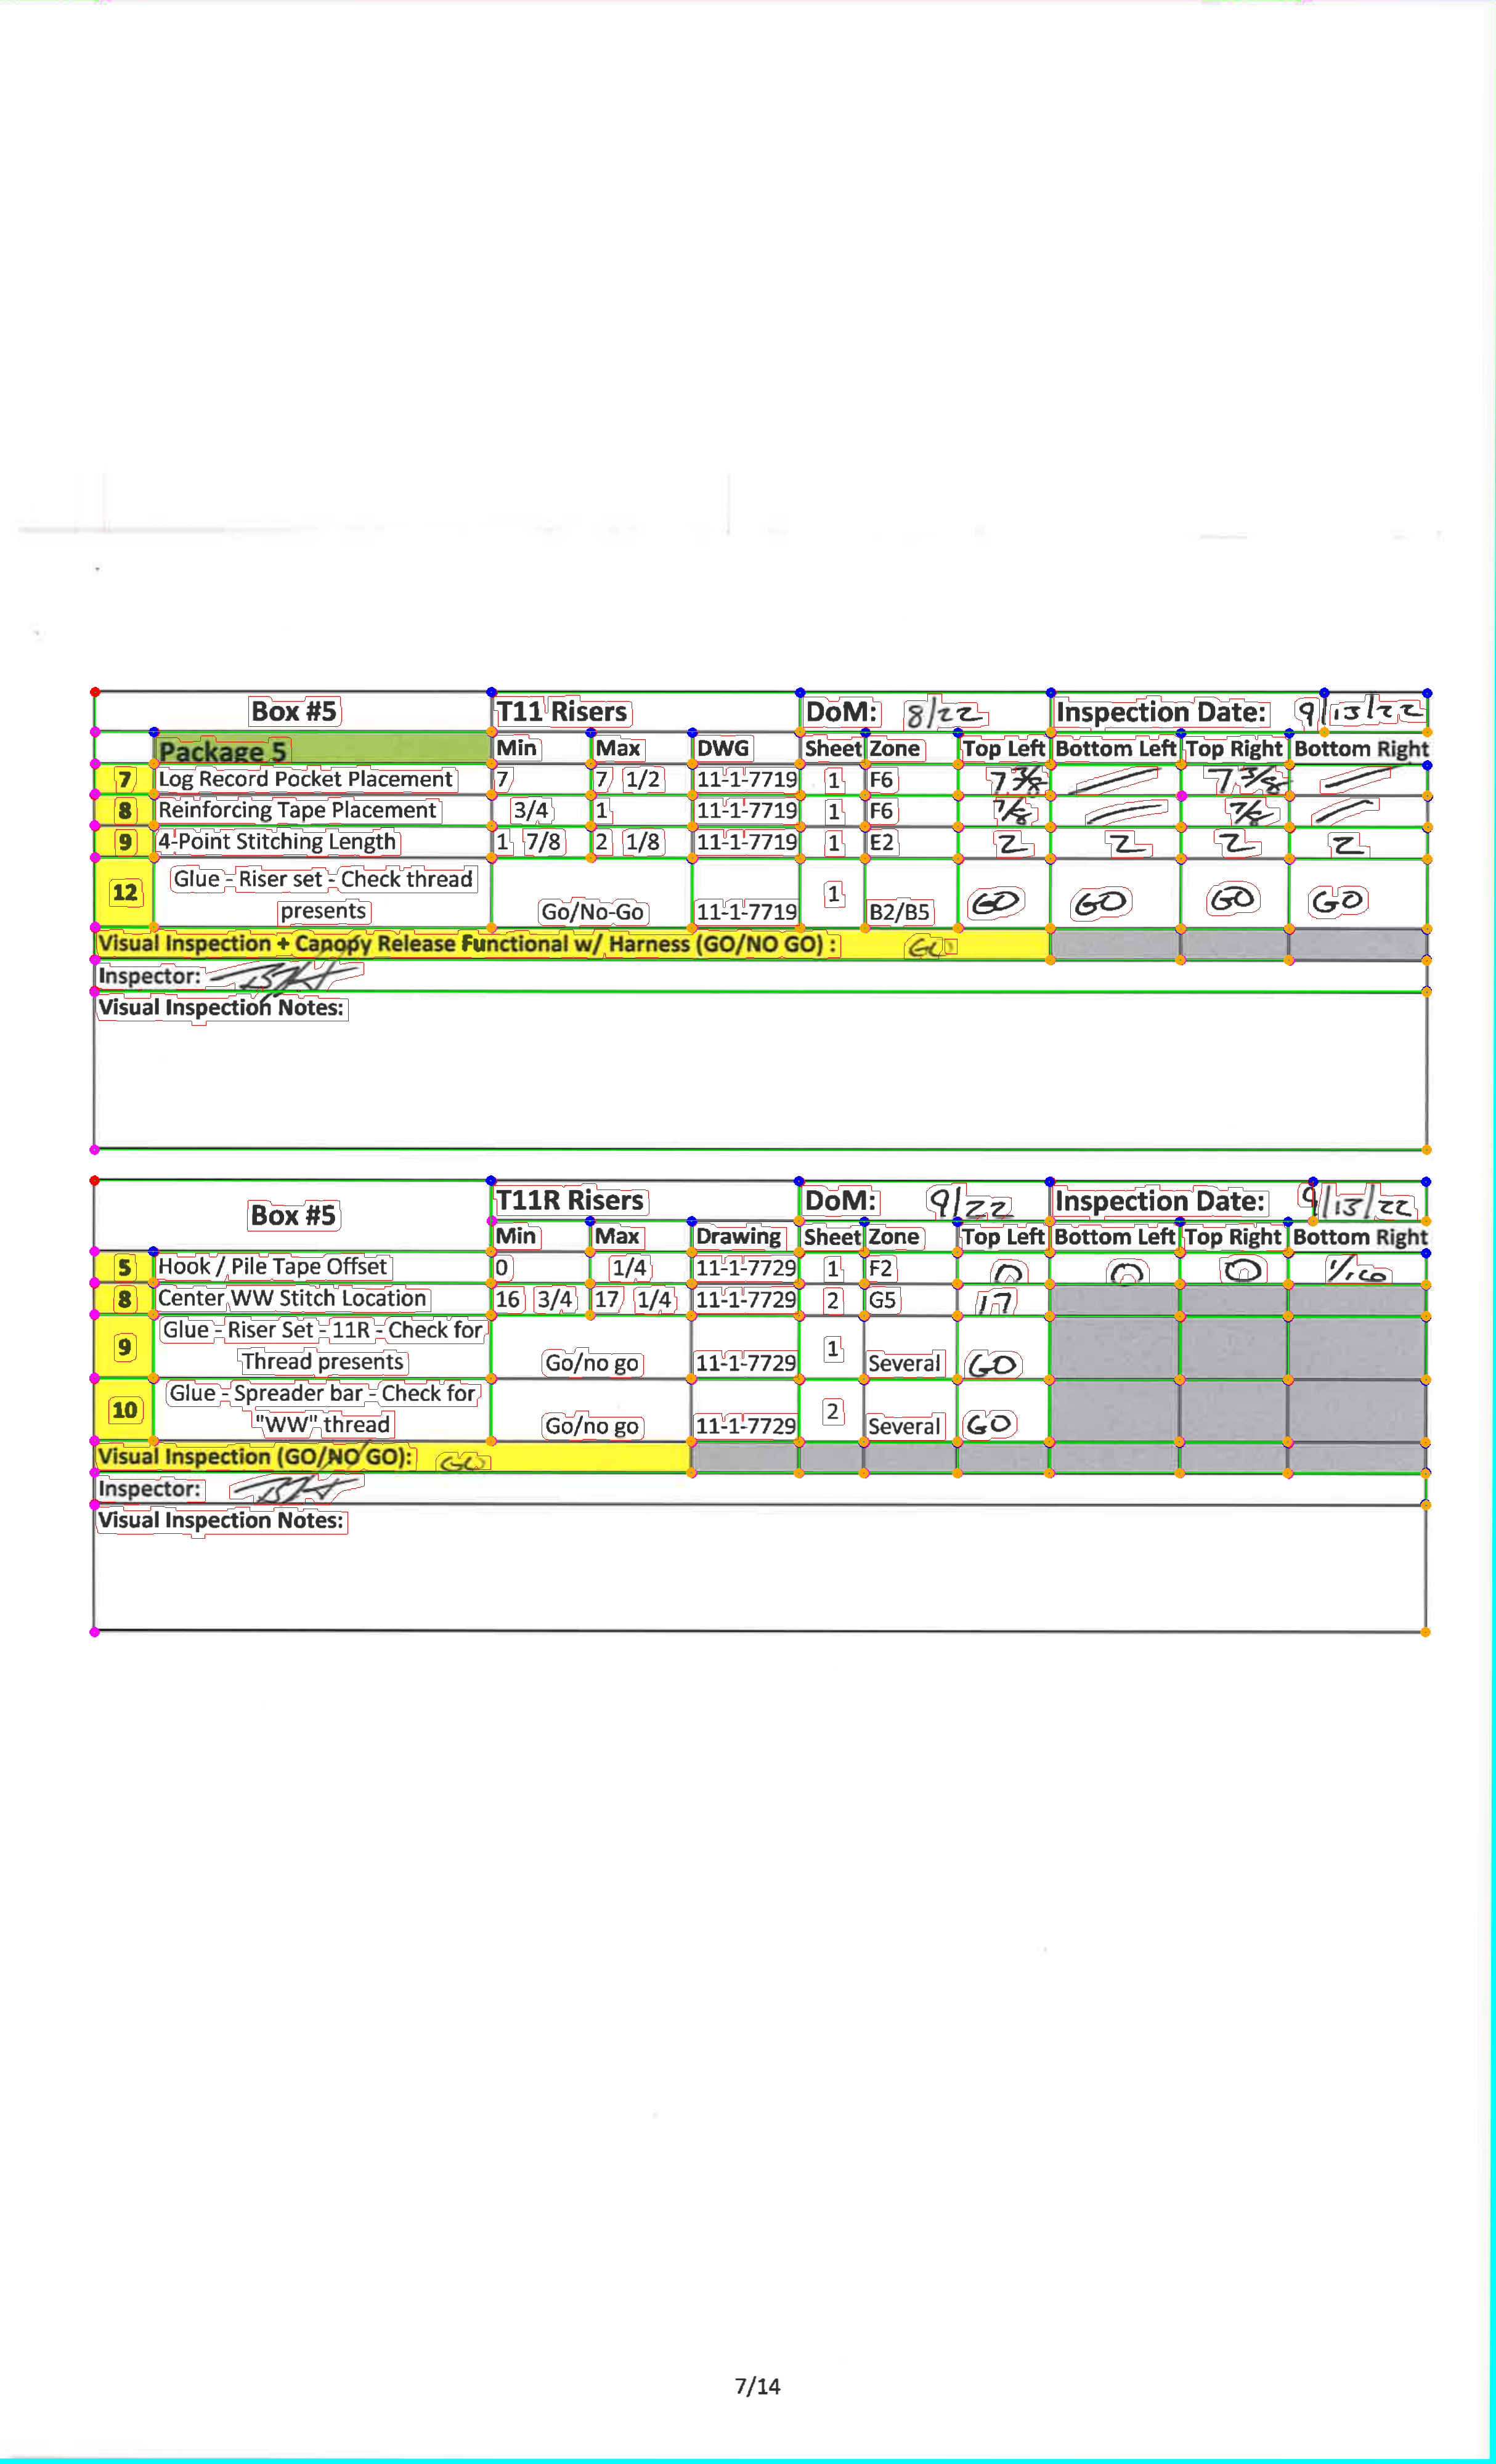 Box #5 T11 Risers DoM: 8/22 Inspection Date: 9/13/22
Package 5 Min Max DWG Sheet Zone Top Left Bottom Left Top Right Bottom Right
7 Log Record Pocket Placement 7 7 1/2 11-1-7719 1 F6 7 3/8 7 3/8
8 Reinforcing Tape Placement 3/4 1 11-1-7719 1 F6 7/8 7/8
9 4-Point Stitching Length 1 7/8 2 1/8 11-1-7719 1 E2 2 2 2 2
12 Glue - Riser set - Check thread
presents Go/No-Go 11-1-7719 1 B2/B5 GO GO GO GO
Visual Inspection + Canopy Release Functional w/ Harness (GO/NO GO) : GO
Inspector:
Visual Inspection Notes:
Box #5 T11R Risers DoM: 9/22 Inspection Date: 9/13/22
Min Max Drawing Sheet Zone Top Left Bottom Left Top Right Bottom Right
5 Hook / Pile Tape Offset 0 1/4 11-1-7729 1 F2 0 0 0 1/16
8 Center WW Stitch Location 16 3/4 17 1/4 11-1-7729 2 G5 17
9 Glue - Riser Set - 11R - Check for
Thread presents Go/no go 11-1-7729 1 Several GO
10 Glue - Spreader bar - Check for
"WW" thread Go/no go 11-1-7729 2 Several GO
Visual Inspection (GO/NO GO): GO
Inspector:
Visual Inspection Notes:
7/14